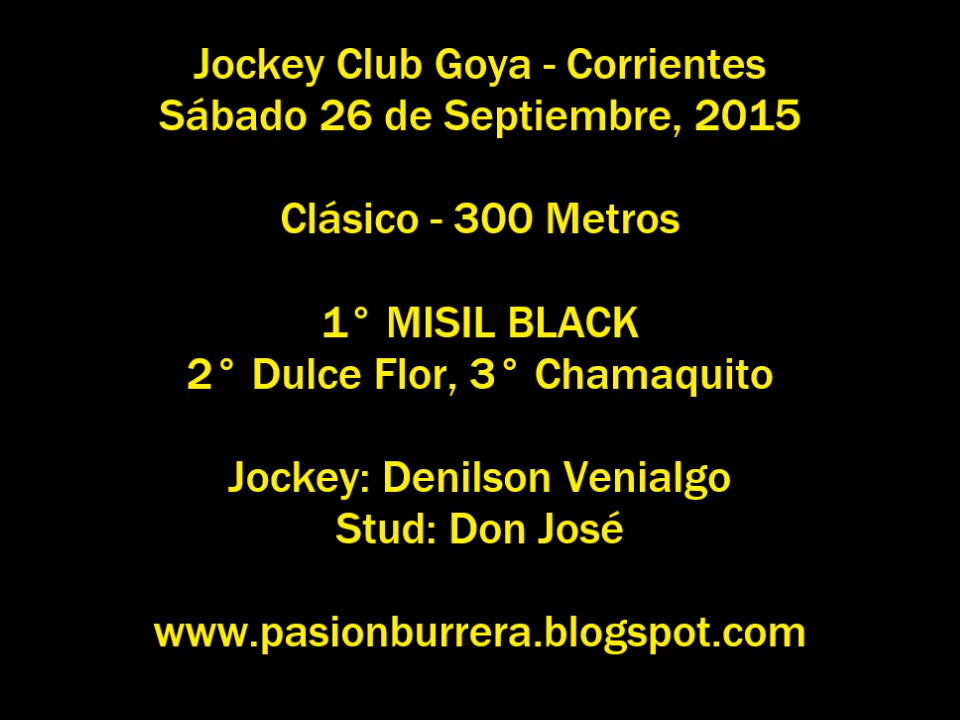 Jockey Club Goya - Corrientes
Sábado 26 de Septiembre, 2015
Clásico - 300 Metros
1° MISIL BLACK
2° Dulce Flor, 3° Chamaquito
Jockey: Denilson Venialgo
Stud: Don José
www.pasionburrera.blogspot.com